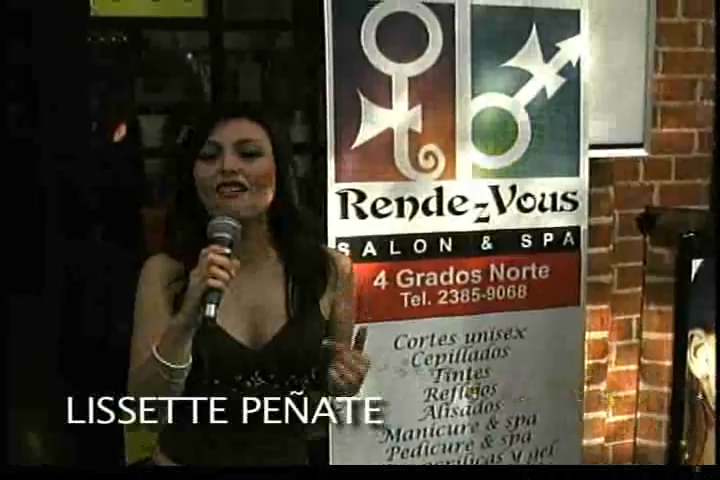 Rendez Vous
SALON & SPA
4 Grados Norte
Tel. 2385-9068
Cortes unisex
Cepillados
Tintes
Reflejos
Alisados
Manicure & spa
Pedicure & spa
LISSETTE PEÑATE